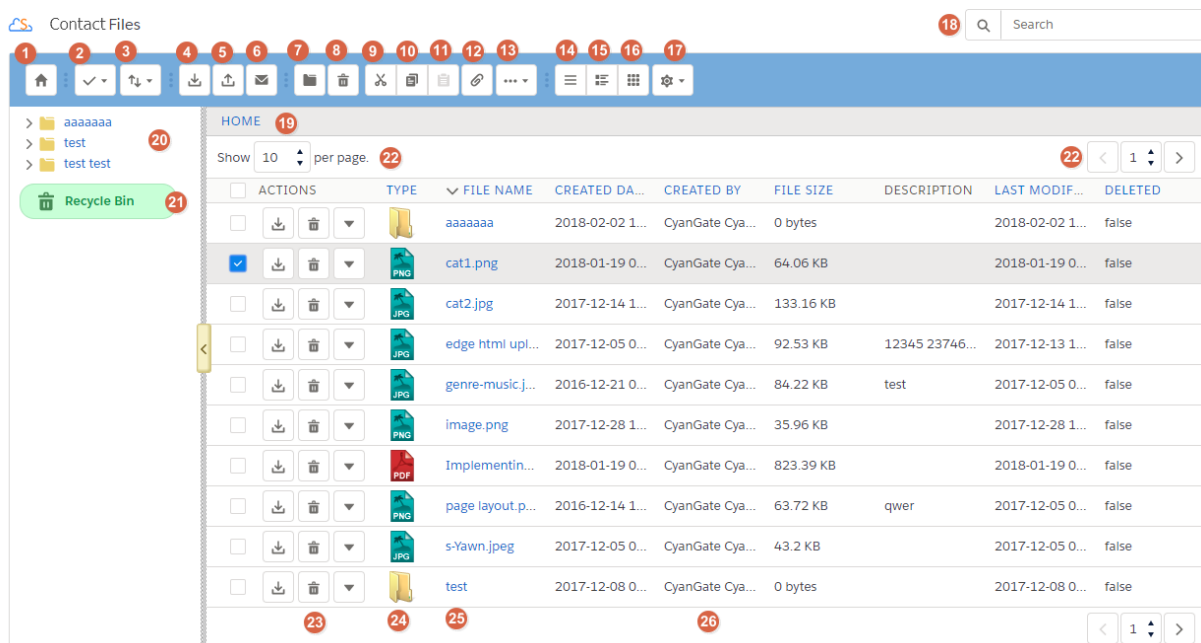 S. Contact Files 18 Search
1 2 3 4 5 6 7 8 9 10 11 12 13 14 15 16 17
aaaaaaa
test 20
test test
Recycle Bin 21
HOME 19
Show 10 per page. 22 22 1
ACTIONS TYPE FILE NAME CREATED DA... CREATED BY FILE SIZE DESCRIPTION LAST MODIF... DELETED
aaaaaaa 2018-02-02 1... CyanGate Cya... 0 bytes 2018-02-02 1... false
PNG cat1.png 2018-01-19 0... CyanGate Cya... 64.06 KB 2018-01-19 0... false
JPG cat2.jpg 2017-12-14 1... CyanGate Cya... 133.16 KB 2017-12-14 1... false
JPG edge html upl... 2017-12-05 0... CyanGate Cya... 92.53 KB 12345 23746... 2017-12-13 1... false
JPG genre-music.j... 2016-12-21 0... CyanGate Cya... 84.22 KB test 2017-12-05 0... false
PNG image.png 2017-12-28 1... CyanGate Cya... 35.96 KB 2017-12-28 1... false
PDF Implementin... 2018-01-19 0... CyanGate Cya... 823.39 KB 2018-01-19 0... false
PNG page layout.p... 2016-12-14 1... CyanGate Cya... 63.72 KB qwer 2017-12-05 0... false
JPG s-Yawn.jpeg 2017-12-05 0... CyanGate Cya... 43.2 KB 2017-12-05 0... false
test 2017-12-08 0... CyanGate Cya... 0 bytes 2017-12-08 0... false
23 24 25 26
1